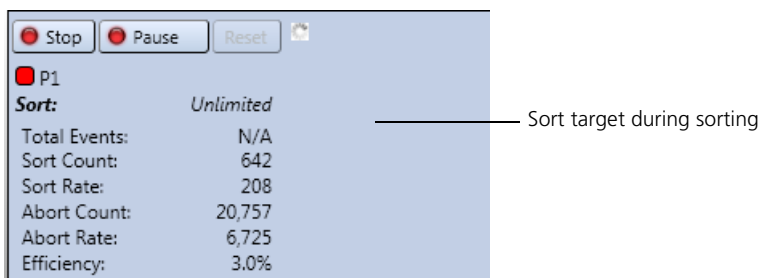 Stop Pause Reset
P1
Sort: Unlimited
Sort target during sorting
Total Events: N/A
Sort Count: 642
Sort Rate: 208
Abort Count: 20,757
Abort Rate: 6,725
Efficiency: 3.0%